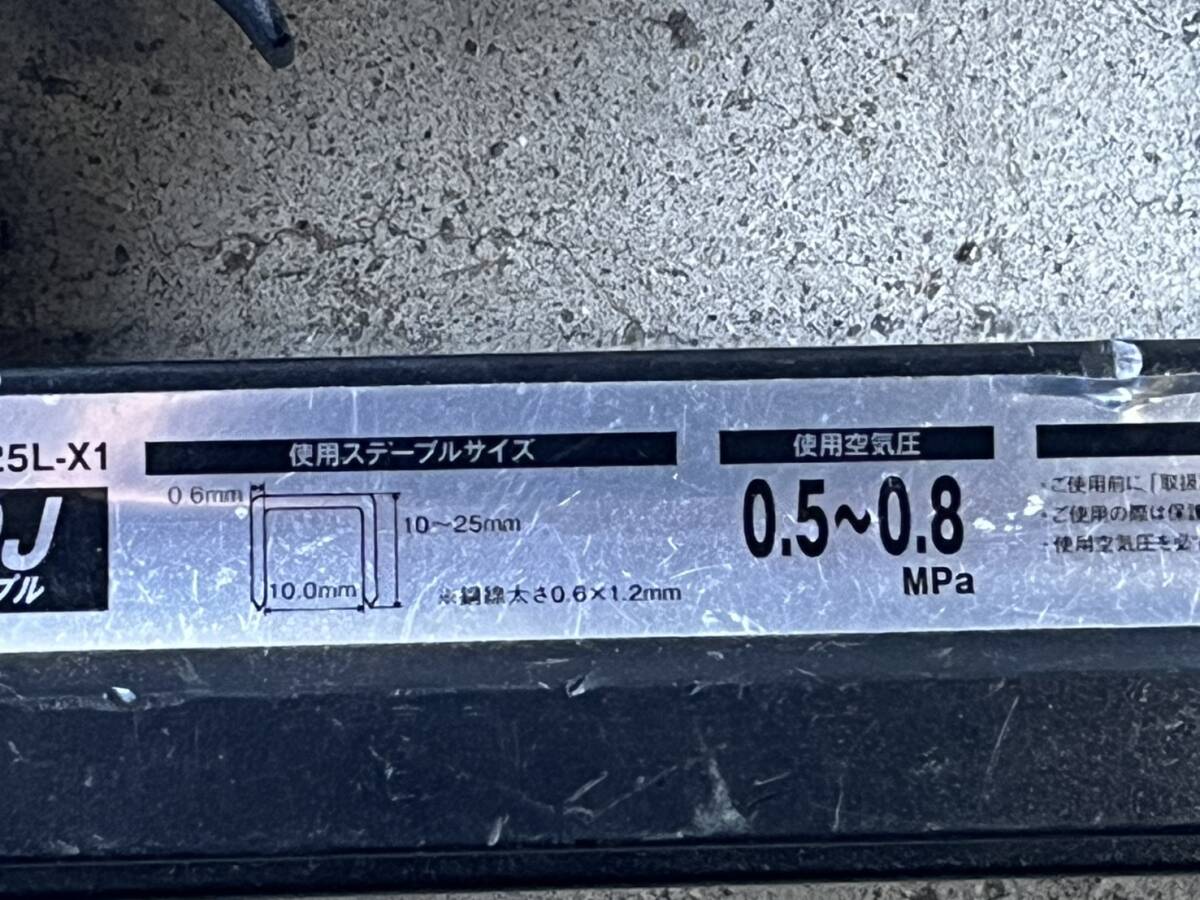 25L-X1
J
プル
使用ステープルサイズ
0.6mm
10～25mm
10.0mm
※鋼線太さ0.6×1.2mm
使用空気圧
0.5～0.8
MPa
・ご使用前に「取扱
・ご使用の際は保護
・使用空気圧を必